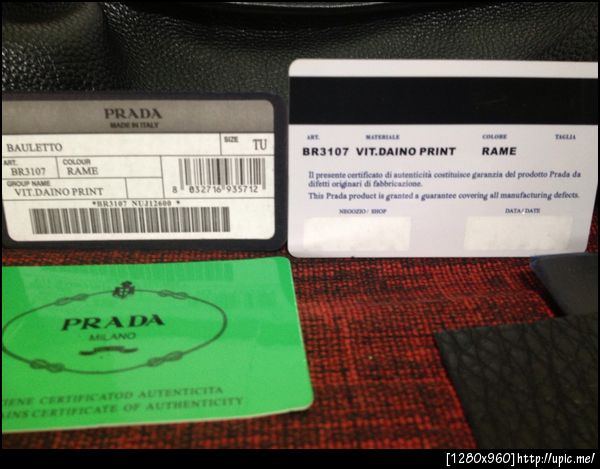 PRADA
MADE IN ITALY
BAULETTO
SIZE TU
ART. COLOUR
BR3107 RAME
GROUP NAME
VIT.DAINO PRINT
8 032716 935712
*BR3107 NUJ12600 *
ART. MATERIALE COLORE TAGLIA
BR3107 VIT.DAINO PRINT RAME
Il presente certificato di autenticità costituisce garanzia del prodotto Prada da
difetti originari di fabbricazione.
This Prada product is granted a guarantee covering all manufacturing defects.
NEGOZIO/ SHOP DATA/ DATE
PRADA
MILANO
ENE CERTIFICATOD AUTENTICITA
AINS CERTIFICATE OF AUTHENTICITY
[1280x960]http://upic.me/